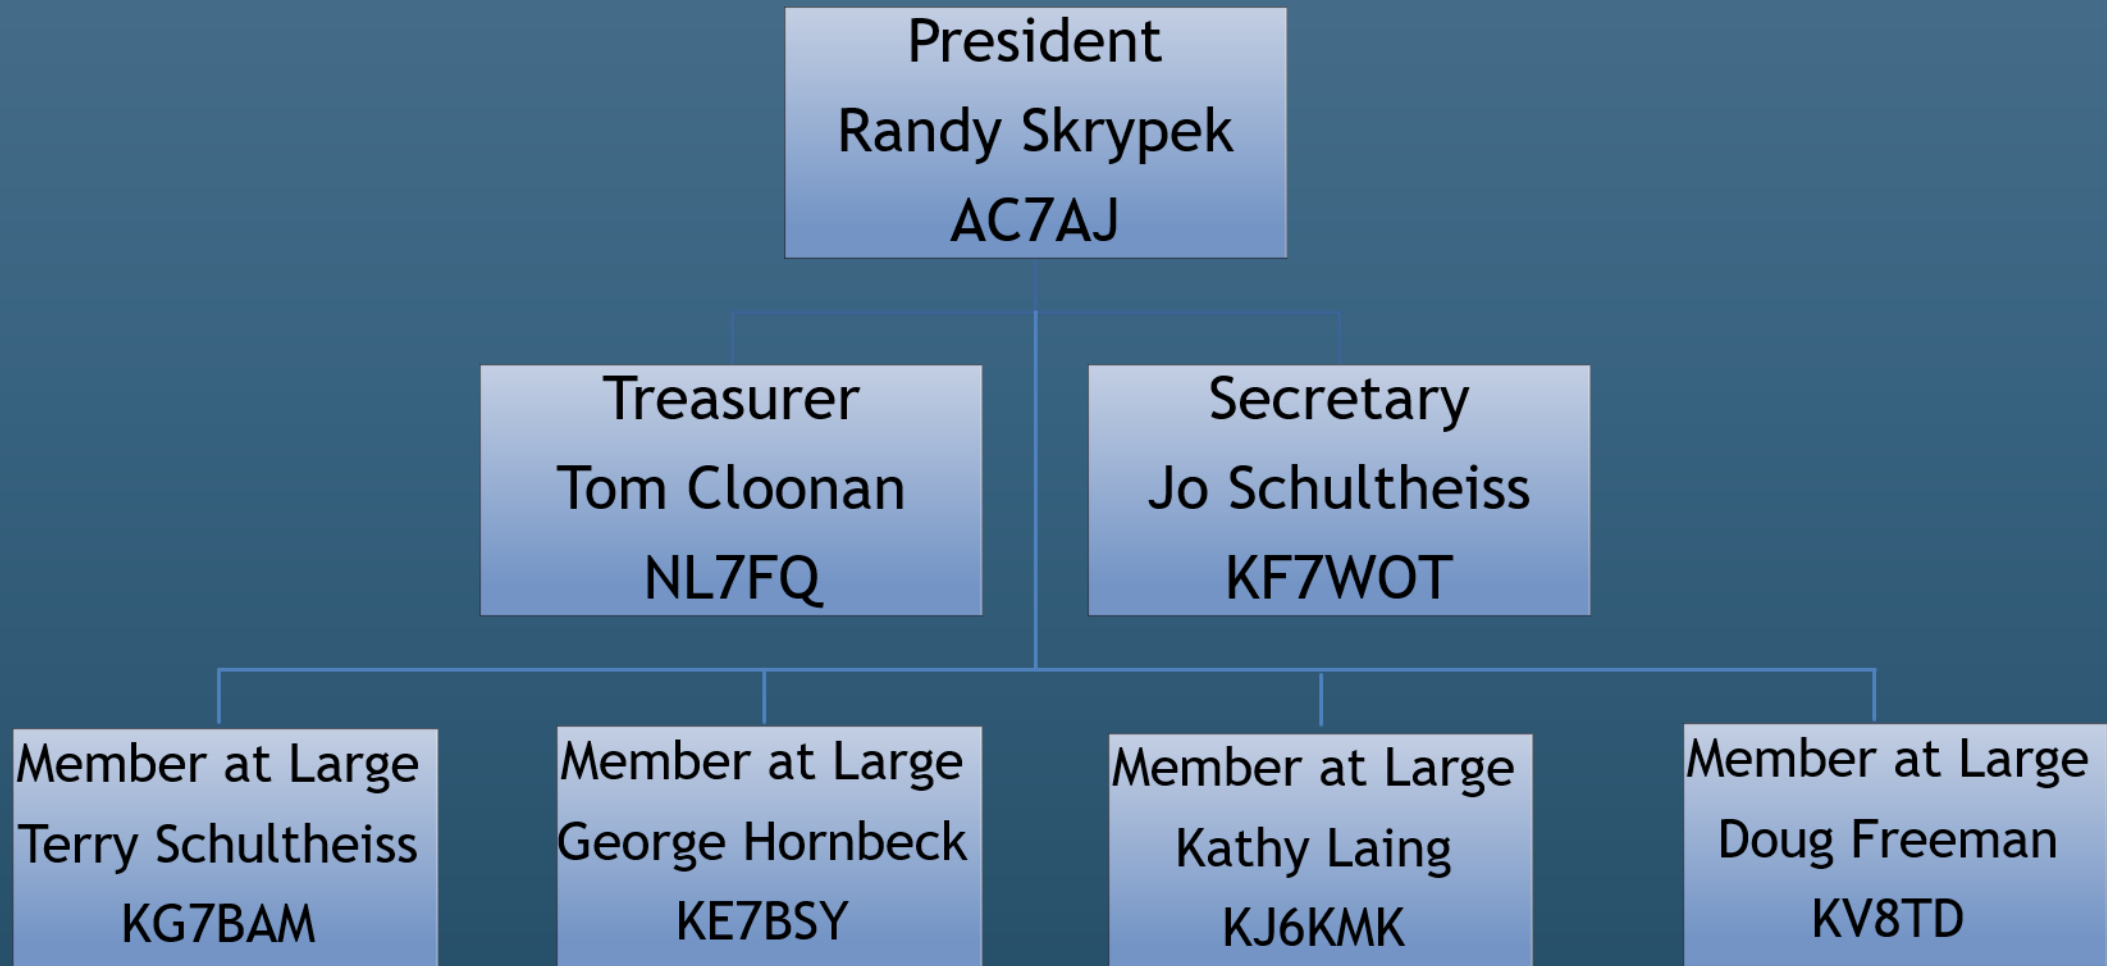 President
Randy Skrypek
AC7AJ
Treasurer
Tom Cloonan
NL7FQ
Secretary
Jo Schultheiss
KF7WOT
Member at Large
Terry Schultheiss
KG7BAM
Member at Large
George Hornbeck
KE7BSY
Member at Large
Kathy Laing
KJ6KMK
Member at Large
Doug Freeman
KV8TD